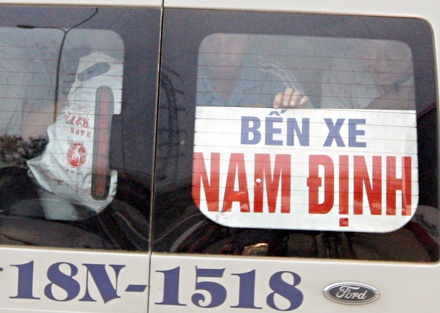 BẾN XE
NAM ĐỊNH
18N-1518
Ford